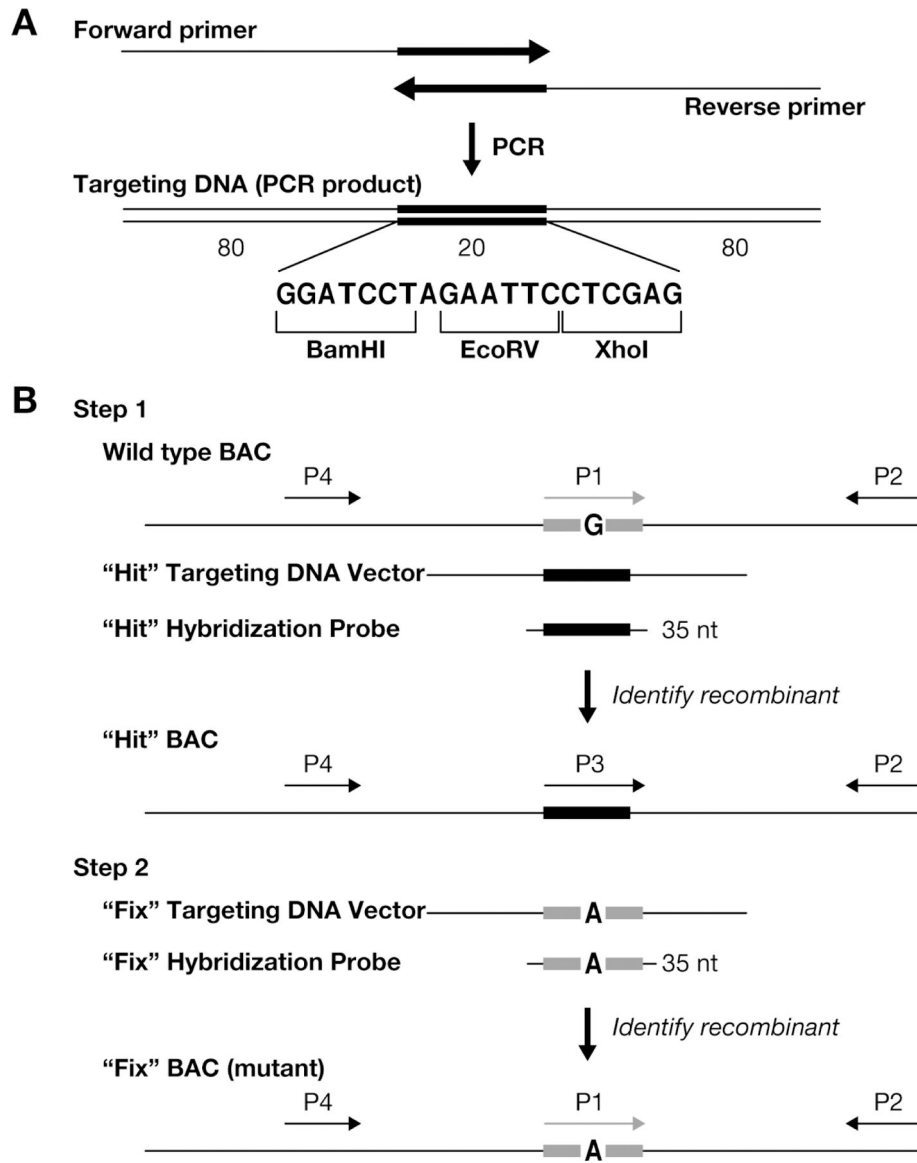 A
Forward primer
Reverse primer
PCR
Targeting DNA (PCR product)
80 20 80
GGATCCTAGAATTCCTCGAG
BamHI EcoRV XhoI
B
Step 1
Wild type BAC
P4 P1 P2
G
“Hit” Targeting DNA Vector
“Hit” Hybridization Probe 35 nt
Identify recombinant
“Hit” BAC
P4 P3 P2
Step 2
“Fix” Targeting DNA Vector A
“Fix” Hybridization Probe A 35 nt
Identify recombinant
“Fix” BAC (mutant)
P4 P1 P2
A